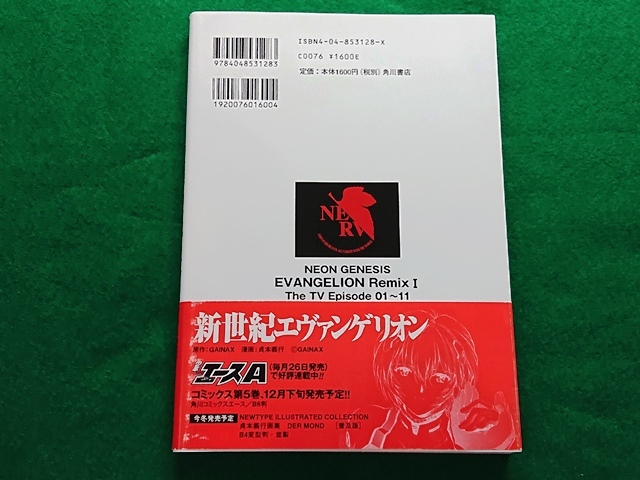 ISBN4-04-853128-X
C0076 ¥1600E
定価:本体1600円(税別)角川書店
9784048531283
1920076016004
NERV
NEON GENESIS
EVANGELION Remix I
The TV Episode 01~11
新世紀エヴァンゲリオン
原作:GAINAX 漫画:貞本義行 ©GAINAX
エースA
(毎月26日発売)
で好評連載中!!
コミックス第5巻、12月下旬発売予定!!
角川コミックスエース/B6判
今冬発売予定
NEWTYPE ILLUSTRATED COLLECTION
貞本義行画集 DER MOND [普及版]
B4変型判・並製